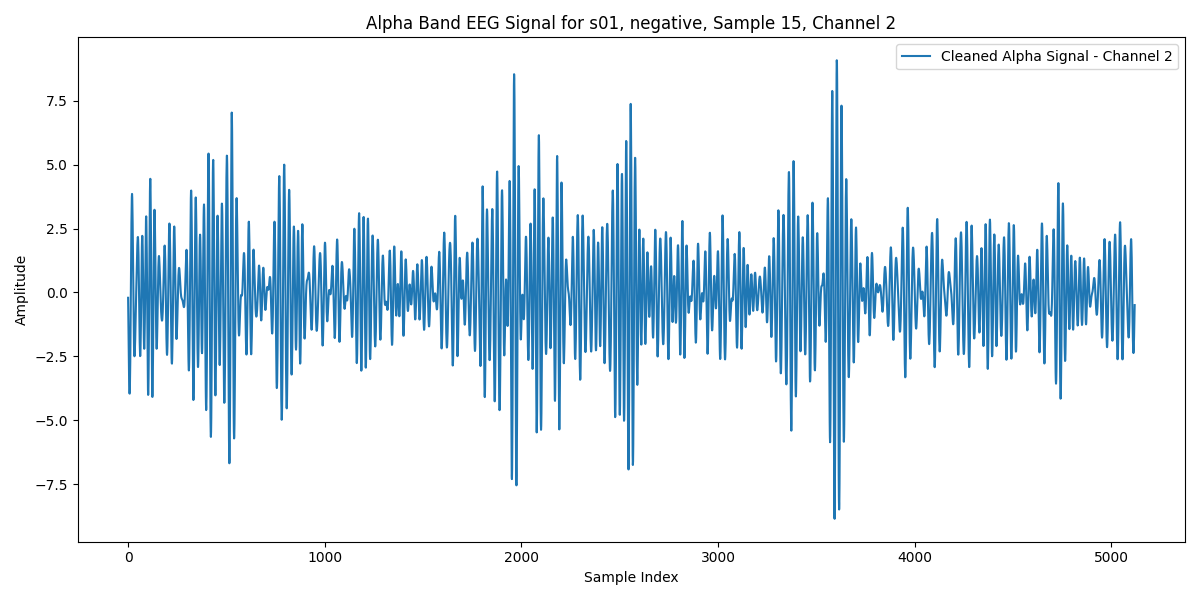 Alpha Band EEG Signal for s01, negative, Sample 15, Channel 2
Cleaned Alpha Signal - Channel 2
Amplitude
7.5
5.0
2.5
0.0
−2.5
−5.0
−7.5
0 1000 2000 3000 4000 5000
Sample Index